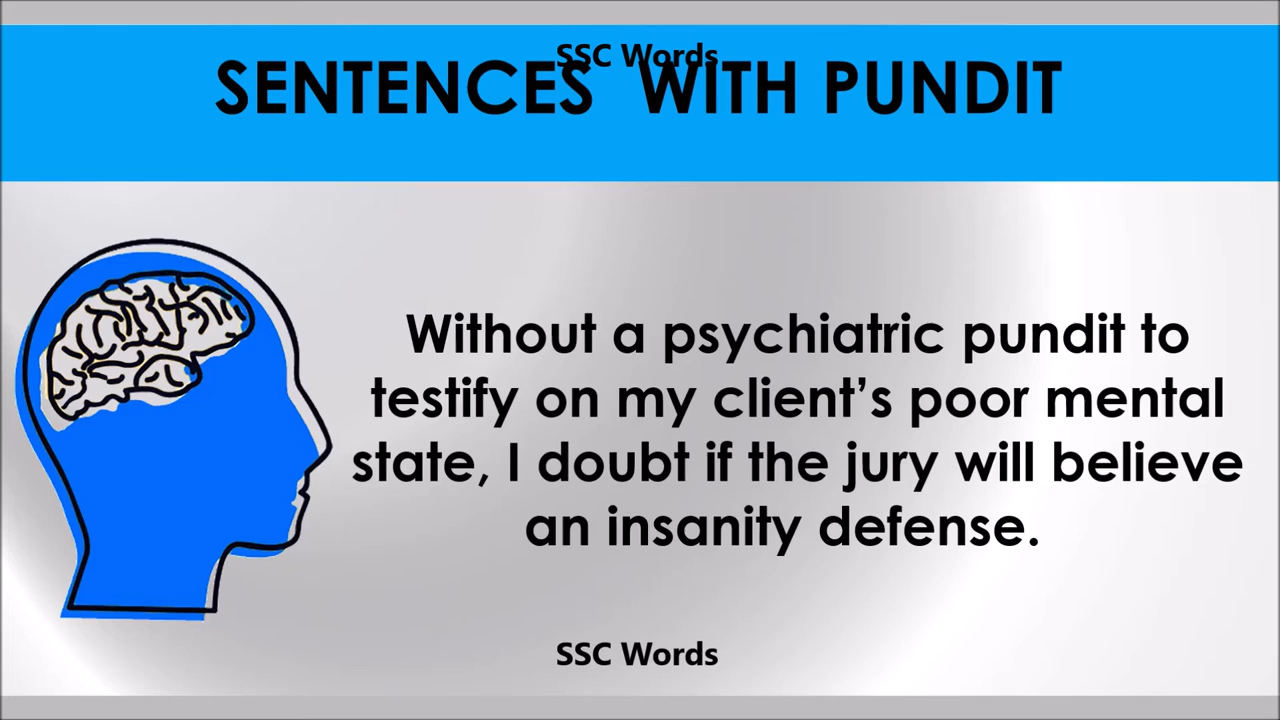 SSC Words
SENTENCES WITH PUNDIT
Without a psychiatric pundit to
testify on my client’s poor mental
state, I doubt if the jury will believe
an insanity defense.
SSC Words